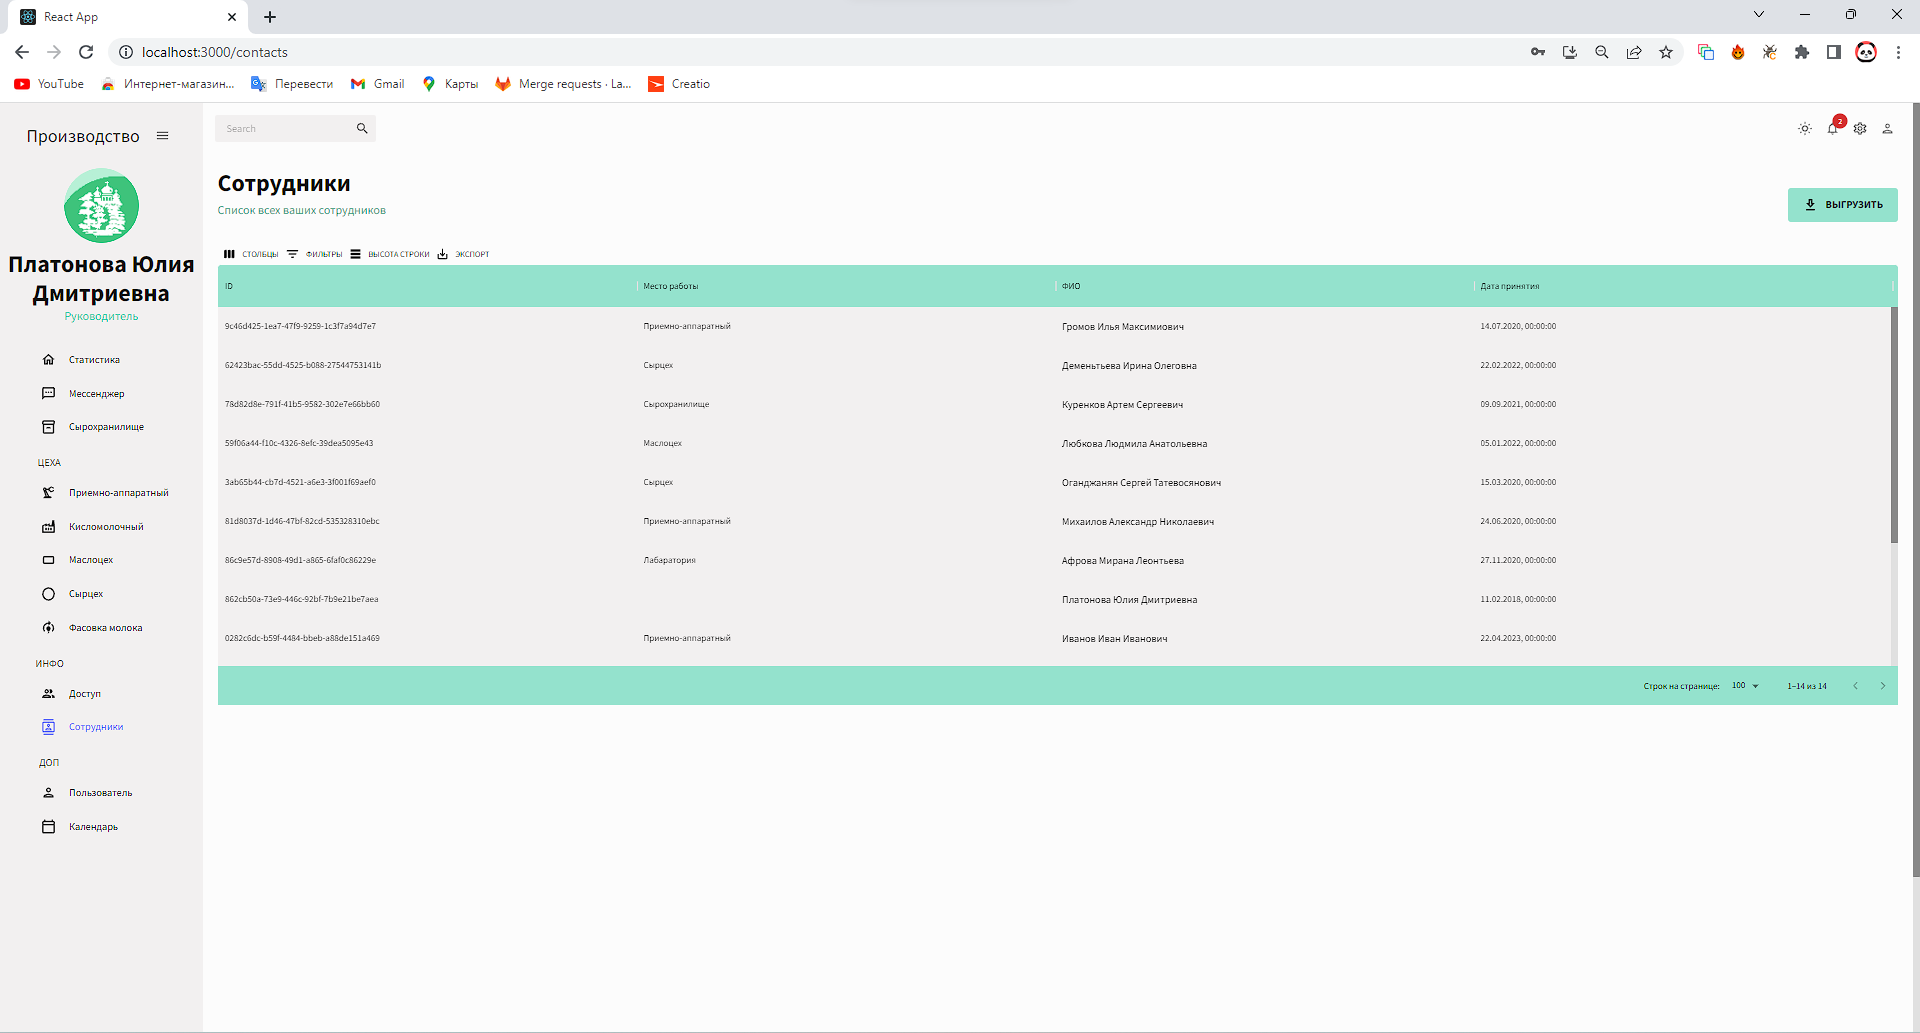 React App
localhost:3000/contacts
YouTube Интернет-магазин... Перевести Gmail Карты Merge requests · La... Creatio
Производство
Платонова Юлия
Дмитриевна
Руководитель
Статистика
Мессенджер
Сырохранилище
ЦЕХА
Приемно-аппаратный
Кисломолочный
Маслоцех
Сырцех
Фасовка молока
ИНФО
Доступ
Сотрудники
ДОП
Пользователь
Календарь
Search
2
Сотрудники
Список всех ваших сотрудников
ВЫГРУЗИТЬ
СТОЛБЦЫ ФИЛЬТРЫ ВЫСОТА СТРОКИ ЭКСПОРТ
ID Место работы ФИО Дата принятия
9c46d425-1ea7-47f9-9259-1c3f7a94d7e7 Приемно-аппаратный Громов Илья Максимиович 14.07.2020, 00:00:00
62423bac-55dd-4525-b088-27544753141b Сырцех Деменьтьева Ирина Олеговна 22.02.2022, 00:00:00
78d82d8e-791f-41b5-9582-302e7e66bb60 Сырохранилище Куренков Артем Сергеевич 09.09.2021, 00:00:00
59f06a44-f10c-4326-8efc-39dea5095e43 Маслоцех Любкова Людмила Анатольевна 05.01.2022, 00:00:00
3ab65b44-cb7d-4521-a6e3-3f001f69aef0 Сырцех Оганджанян Сергей Татевосянович 15.03.2020, 00:00:00
81d8037d-1d46-47bf-82cd-535328310ebc Приемно-аппаратный Михаилов Александр Николаевич 24.06.2020, 00:00:00
86c9e57d-8908-49d1-a865-6faf0c86229e Лабаратория Афрова Мирана Леонтьева 27.11.2020, 00:00:00
862cb50a-73e9-446c-92bf-7b9e21be7aea Платонова Юлия Дмитриевна 11.02.2018, 00:00:00
0282c6dc-b59f-4484-bbeb-a88de151a469 Приемно-аппаратный Иванов Иван Иванович 22.04.2023, 00:00:00
Строк на странице: 100 1–14 из 14